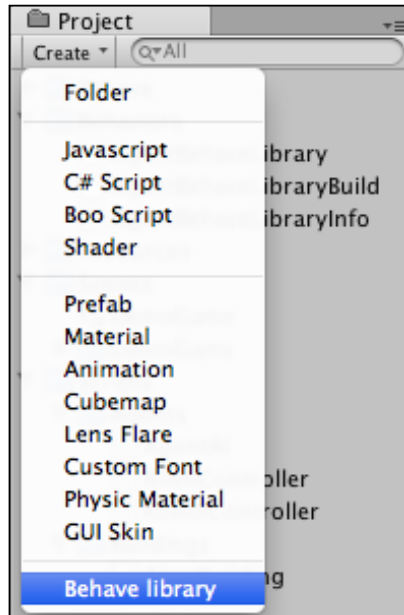 Project
Create
All
Folder
Javascript
ibrary
C# Script
ibraryBuild
Boo Script
ibraryInfo
Shader
Prefab
Material
Animation
Cubemap
Lens Flare
Custom Font
oller
Physic Material
roller
GUI Skin
Behave library
g